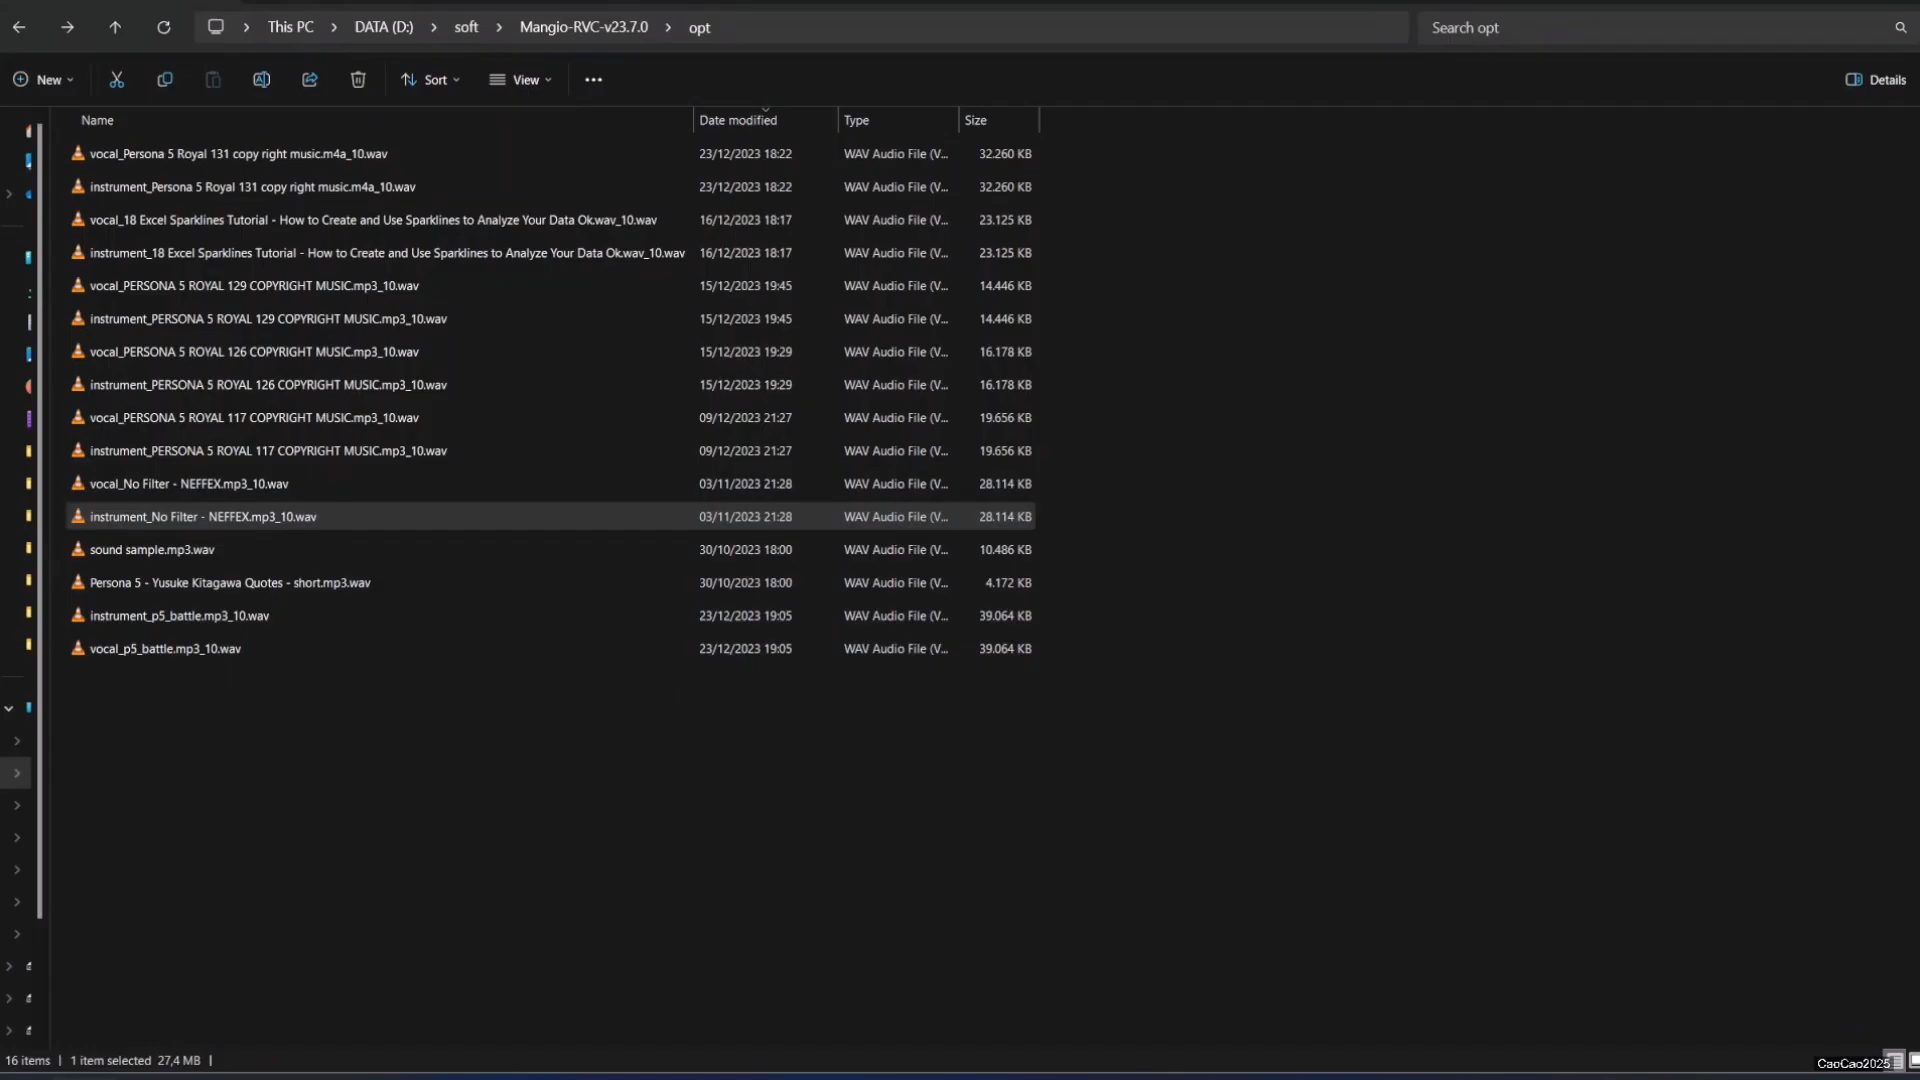 This PC DATA (D:) soft Mangio-RVC-v23.7.0 opt Search opt
New Sort View Details
Name Date modified Type Size
vocal_Persona 5 Royal 131 copy right music.m4a_10.wav 23/12/2023 18:22 WAV Audio File (V... 32.260 KB
instrument_Persona 5 Royal 131 copy right music.m4a_10.wav 23/12/2023 18:22 WAV Audio File (V... 32.260 KB
vocal_18 Excel Sparklines Tutorial - How to Create and Use Sparklines to Analyze Your Data Ok.wav_10.wav 16/12/2023 18:17 WAV Audio File (V... 23.125 KB
instrument_18 Excel Sparklines Tutorial - How to Create and Use Sparklines to Analyze Your Data Ok.wav_10.wav 16/12/2023 18:17 WAV Audio File (V... 23.125 KB
vocal_PERSONA 5 ROYAL 129 COPYRIGHT MUSIC.mp3_10.wav 15/12/2023 19:45 WAV Audio File (V... 14.446 KB
instrument_PERSONA 5 ROYAL 129 COPYRIGHT MUSIC.mp3_10.wav 15/12/2023 19:45 WAV Audio File (V... 14.446 KB
vocal_PERSONA 5 ROYAL 126 COPYRIGHT MUSIC.mp3_10.wav 15/12/2023 19:29 WAV Audio File (V... 16.178 KB
instrument_PERSONA 5 ROYAL 126 COPYRIGHT MUSIC.mp3_10.wav 15/12/2023 19:29 WAV Audio File (V... 16.178 KB
vocal_PERSONA 5 ROYAL 117 COPYRIGHT MUSIC.mp3_10.wav 09/12/2023 21:27 WAV Audio File (V... 19.656 KB
instrument_PERSONA 5 ROYAL 117 COPYRIGHT MUSIC.mp3_10.wav 09/12/2023 21:27 WAV Audio File (V... 19.656 KB
vocal_No Filter - NEFFEX.mp3_10.wav 03/11/2023 21:28 WAV Audio File (V... 28.114 KB
instrument_No Filter - NEFFEX.mp3_10.wav 03/11/2023 21:28 WAV Audio File (V... 28.114 KB
sound sample.mp3.wav 30/10/2023 18:00 WAV Audio File (V... 10.486 KB
Persona 5 - Yusuke Kitagawa Quotes - short.mp3.wav 30/10/2023 18:00 WAV Audio File (V... 4.172 KB
instrument_p5_battle.mp3_10.wav 23/12/2023 19:05 WAV Audio File (V... 39.064 KB
vocal_p5_battle.mp3_10.wav 23/12/2023 19:05 WAV Audio File (V... 39.064 KB
16 items | 1 item selected 27,4 MB |
CaoCao2025